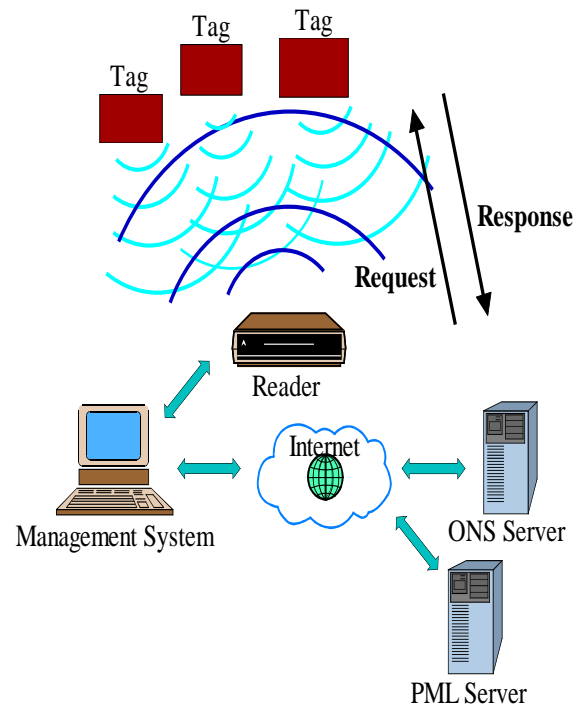 Tag
Tag
Tag
Response
Request
Reader
Internet
Management System
ONS Server
PML Server